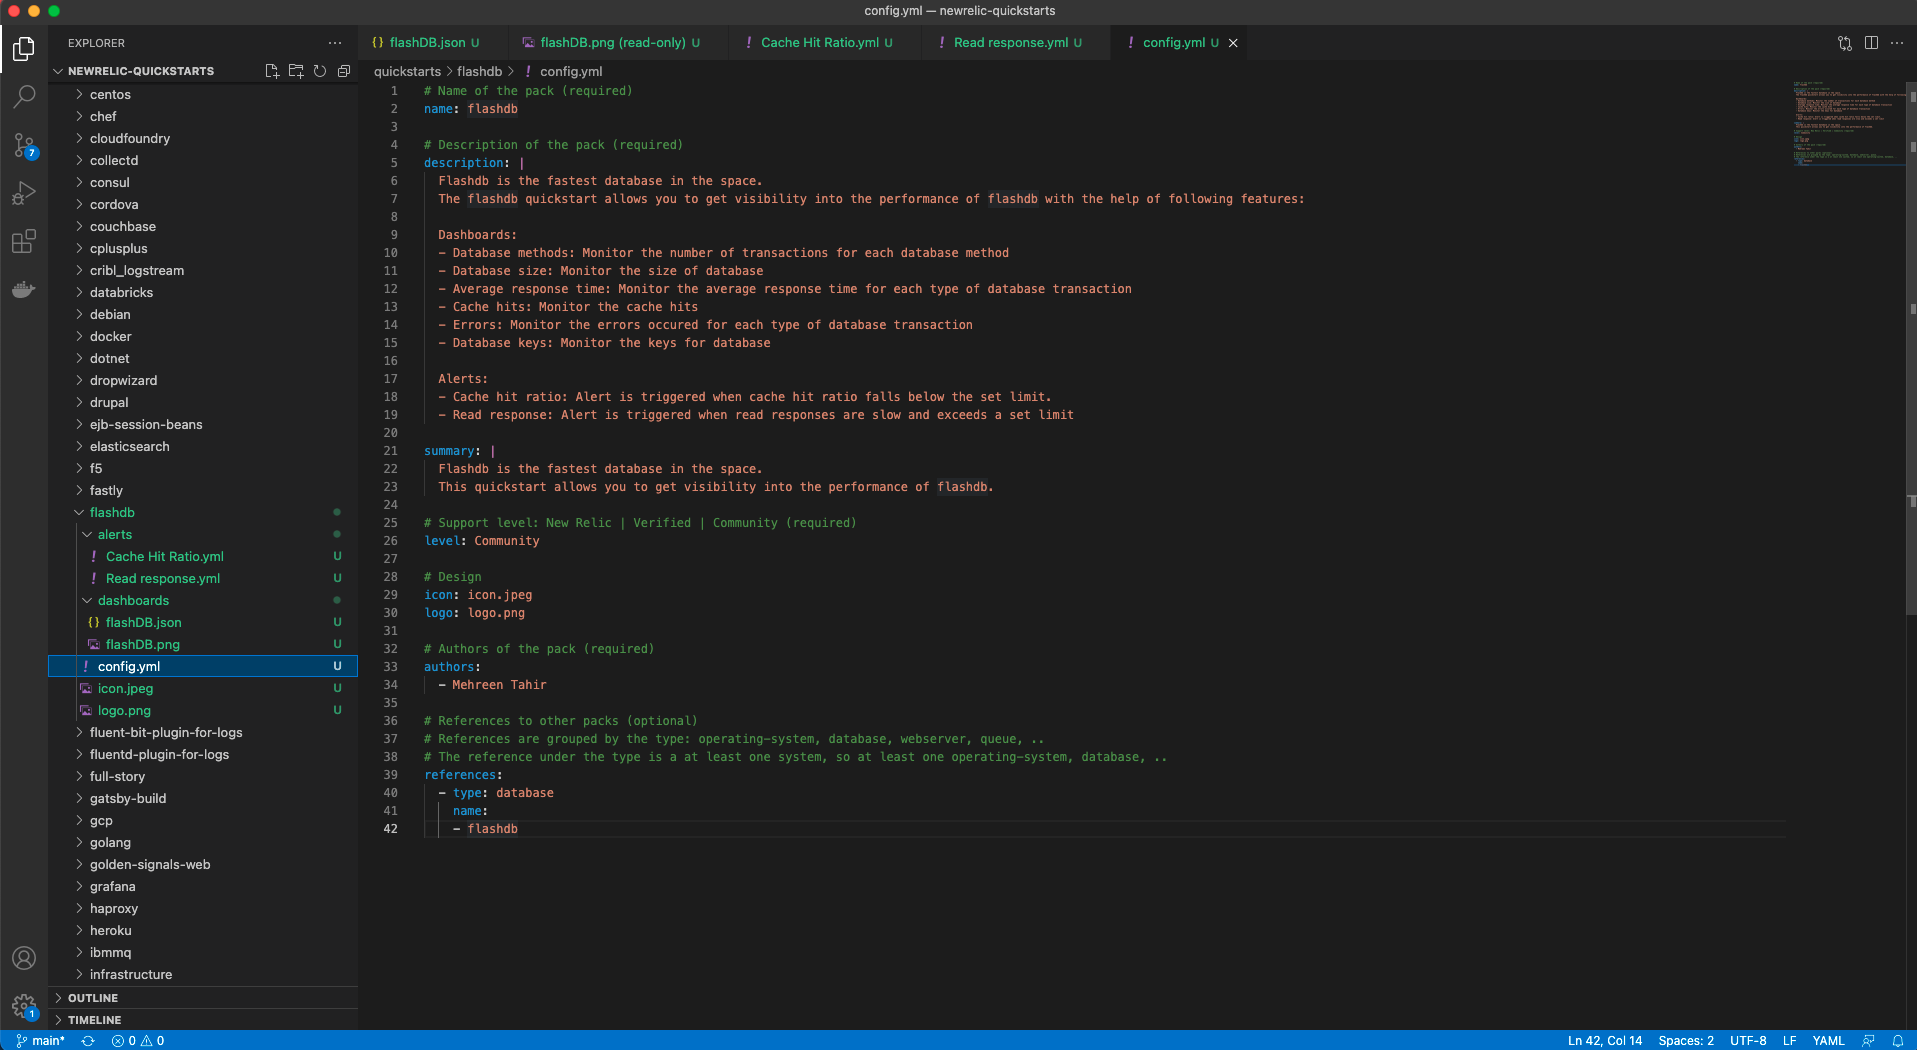 config.yml — newrelic-quickstarts
EXPLORER
NEWRELIC-QUICKSTARTS
centos
chef
cloudfoundry
collectd
consul
cordova
couchbase
cplusplus
cribl_logstream
databricks
debian
docker
dotnet
dropwizard
drupal
ejb-session-beans
elasticsearch
f5
fastly
flashdb
alerts
! Cache Hit Ratio.yml U
! Read response.yml U
dashboards
{} flashDB.json U
flashDB.png U
! config.yml U
icon.jpeg U
logo.png U
fluent-bit-plugin-for-logs
fluentd-plugin-for-logs
full-story
gatsby-build
gcp
golang
golden-signals-web
grafana
haproxy
heroku
ibmmq
infrastructure
OUTLINE
TIMELINE
7
1
{} flashDB.json U
flashDB.png (read-only) U
! Cache Hit Ratio.yml U
! Read response.yml U
! config.yml U
quickstarts > flashdb > ! config.yml
1 # Name of the pack (required)
2 name: flashdb
3
4 # Description of the pack (required)
5 description: |
6 Flashdb is the fastest database in the space.
7 The flashdb quickstart allows you to get visibility into the performance of flashdb with the help of following features:
8
9 Dashboards:
10 - Database methods: Monitor the number of transactions for each database method
11 - Database size: Monitor the size of database
12 - Average response time: Monitor the average response time for each type of database transaction
13 - Cache hits: Monitor the cache hits
14 - Errors: Monitor the errors occured for each type of database transaction
15 - Database keys: Monitor the keys for database
16
17 Alerts:
18 - Cache hit ratio: Alert is triggered when cache hit ratio falls below the set limit.
19 - Read response: Alert is triggered when read responses are slow and exceeds a set limit
20
21 summary: |
22 Flashdb is the fastest database in the space.
23 This quickstart allows you to get visibility into the performance of flashdb.
24
25 # Support level: New Relic | Verified | Community (required)
26 level: Community
27
28 # Design
29 icon: icon.jpeg
30 logo: logo.png
31
32 # Authors of the pack (required)
33 authors:
34 - Mehreen Tahir
35
36 # References to other packs (optional)
37 # References are grouped by the type: operating-system, database, webserver, queue, ..
38 # The reference under the type is a at least one system, so at least one operating-system, database, ..
39 references:
40 - type: database
41 name:
42 - flashdb
main* 0 0 Ln 42, Col 14 Spaces: 2 UTF-8 LF YAML